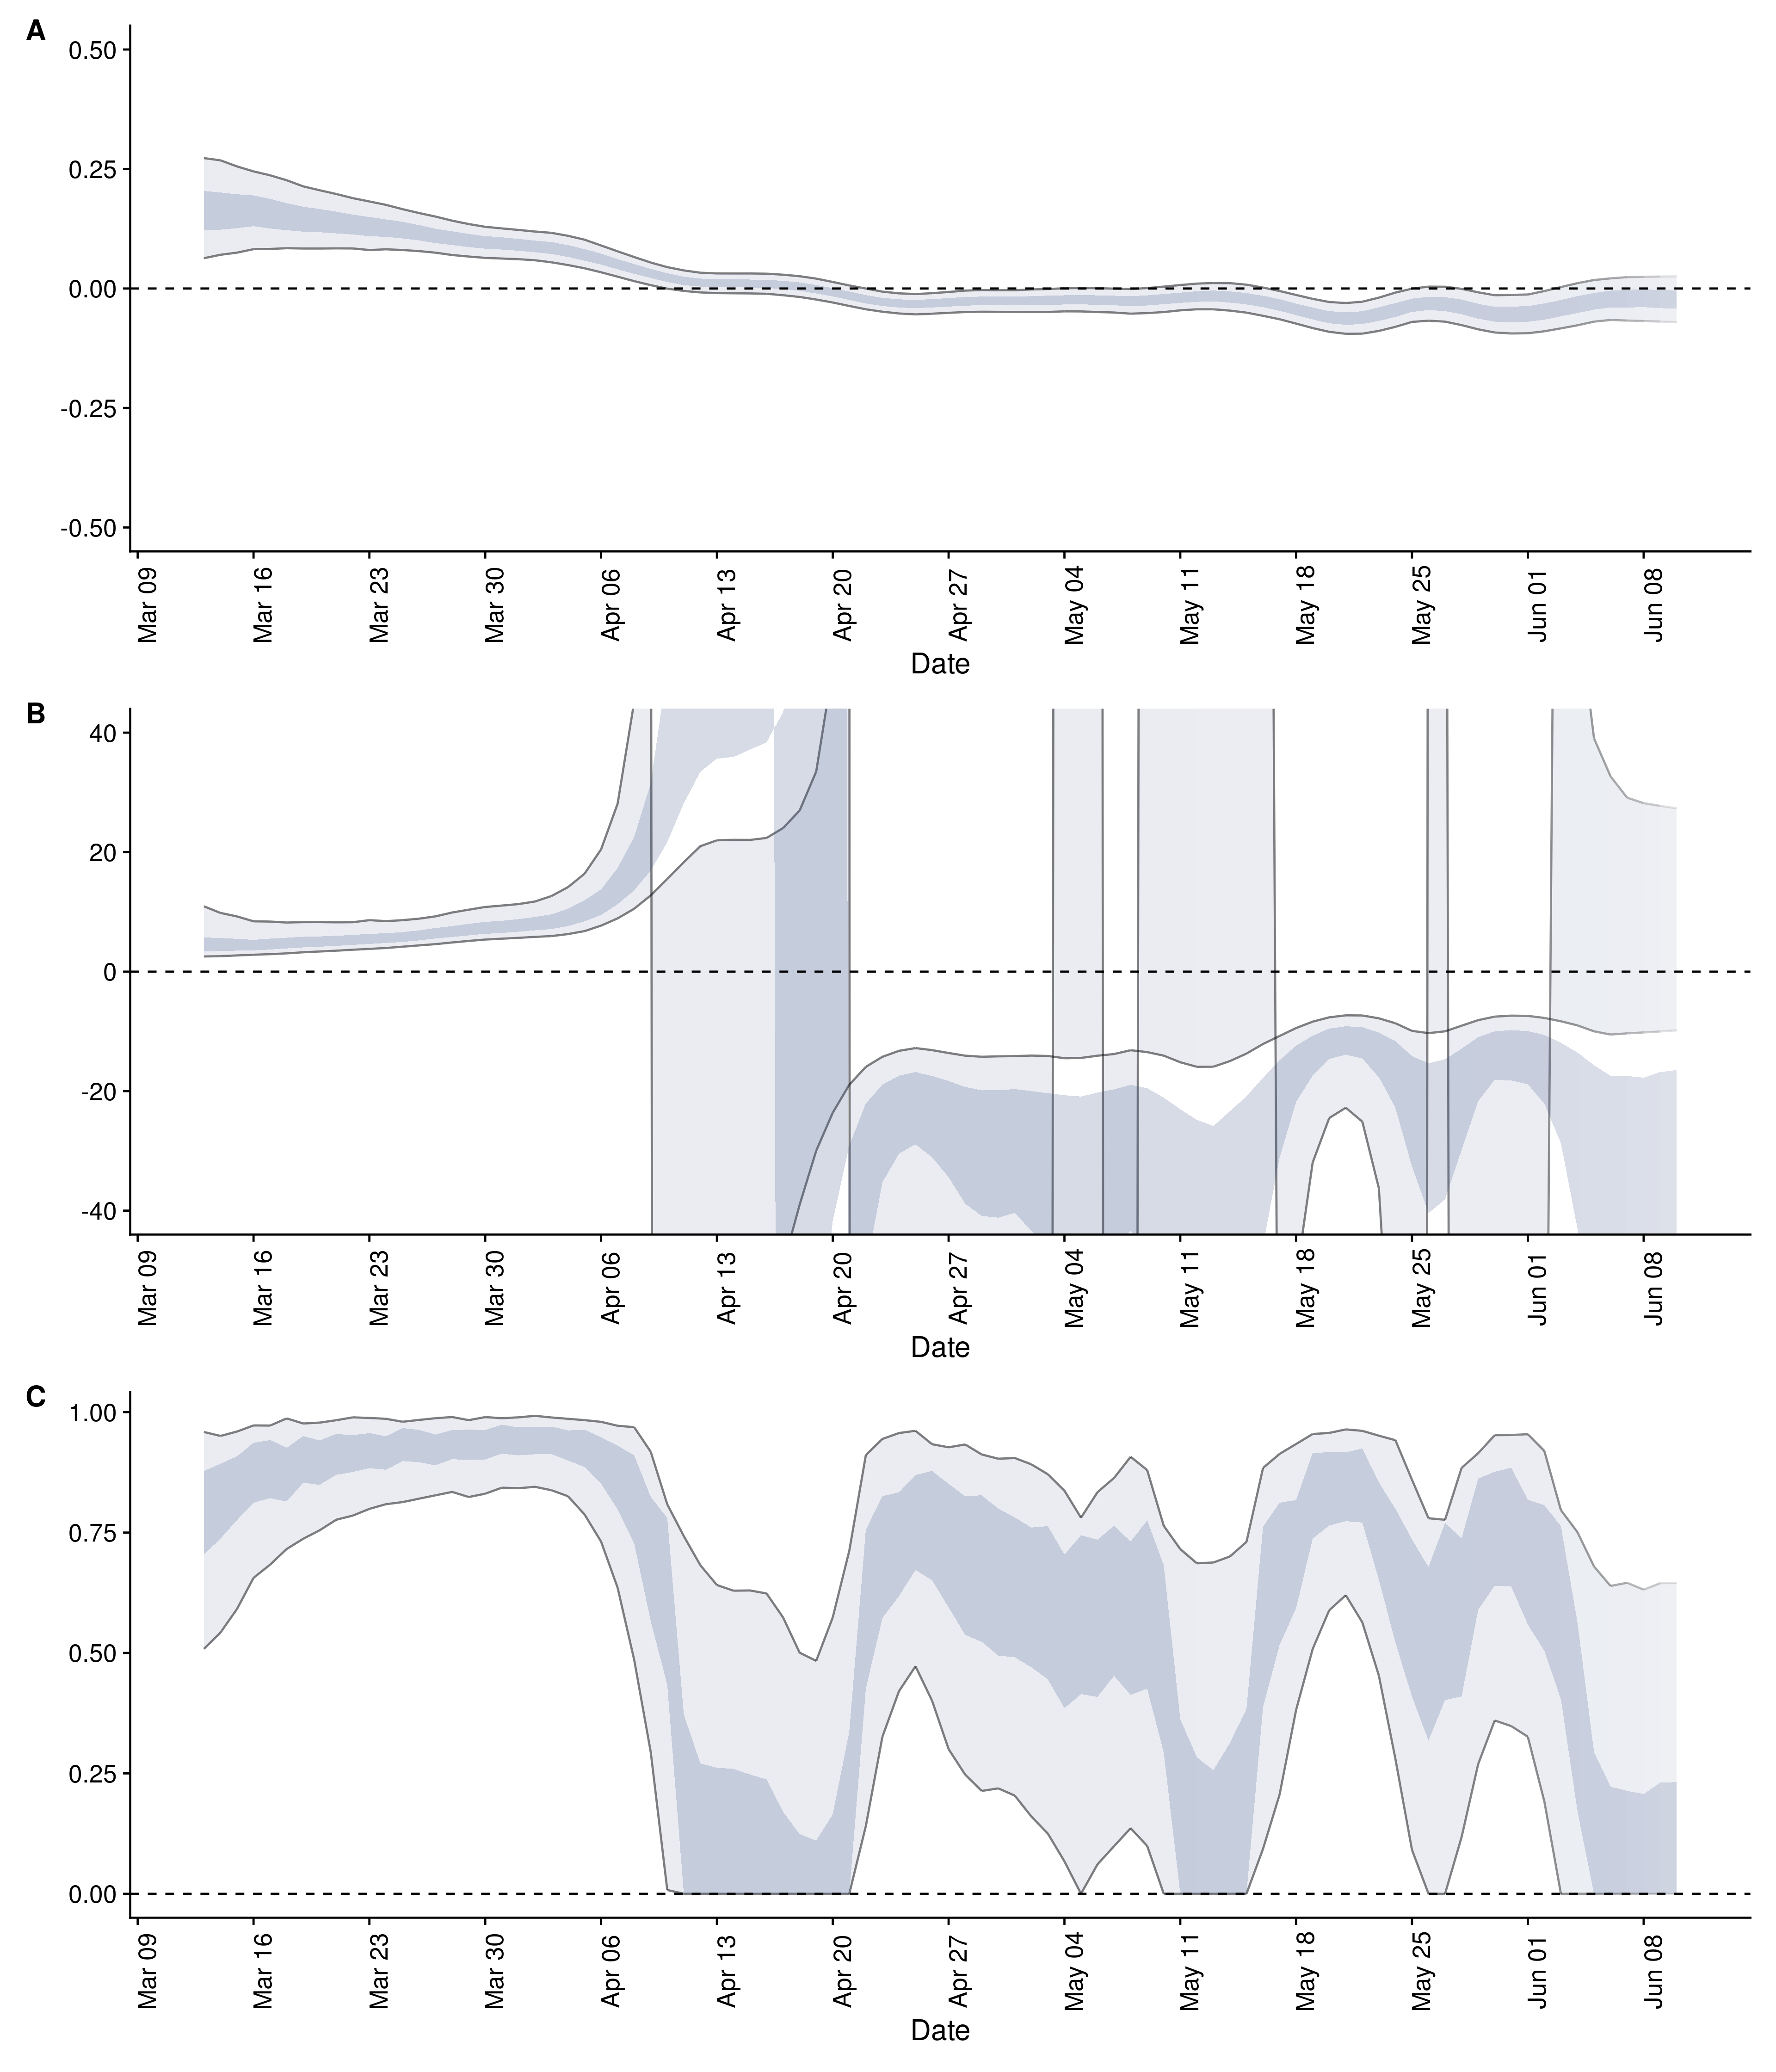 A
0.50
0.25
0.00
-0.25
-0.50
Mar 09
Mar 16
Mar 23
Mar 30
Apr 06
Apr 13
Apr 20
Apr 27
May 04
May 11
May 18
May 25
Jun 01
Jun 08
Date
B
40
20
0
-20
-40
Mar 09
Mar 16
Mar 23
Mar 30
Apr 06
Apr 13
Apr 20
Apr 27
May 04
May 11
May 18
May 25
Jun 01
Jun 08
Date
C
1.00
0.75
0.50
0.25
0.00
Mar 09
Mar 16
Mar 23
Mar 30
Apr 06
Apr 13
Apr 20
Apr 27
May 04
May 11
May 18
May 25
Jun 01
Jun 08
Date